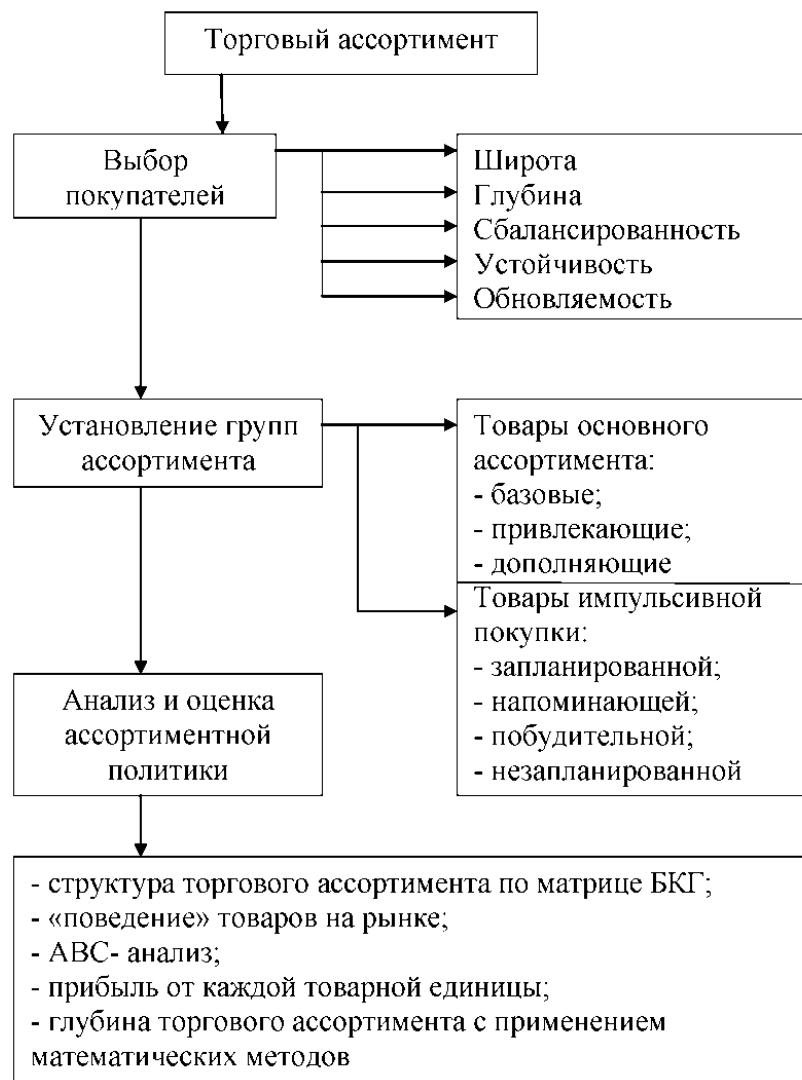 Торговый ассортимент
Выбор
покупателей
Широта
Глубина
Сбалансированность
Устойчивость
Обновляемость
Установление групп
ассортимента
Товары основного
ассортимента:
- базовые;
- привлекающие;
- дополняющие
Товары импульсивной
покупки:
- запланированной;
- напоминающей;
- побудительной;
- незапланированной
Анализ и оценка
ассортиментной
политики
- структура торгового ассортимента по матрице БКГ;
- «поведение» товаров на рынке;
- АВС- анализ;
- прибыль от каждой товарной единицы;
- глубина торгового ассортимента с применением
математических методов